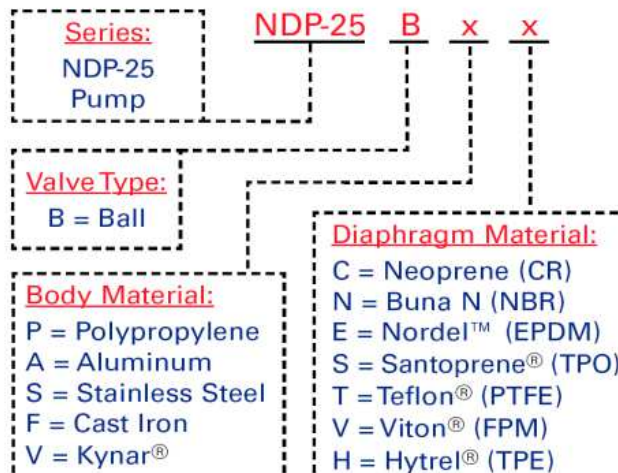 NDP-25 B x x
Series:
NDP-25
Pump
Valve Type:
B = Ball
Body Material:
P = Polypropylene
A = Aluminum
S = Stainless Steel
F = Cast Iron
V = Kynar®
Diaphragm Material:
C = Neoprene (CR)
N = Buna N (NBR)
E = Nordel™ (EPDM)
S = Santoprene® (TPO)
T = Teflon® (PTFE)
V = Viton® (FPM)
H = Hytrel® (TPE)